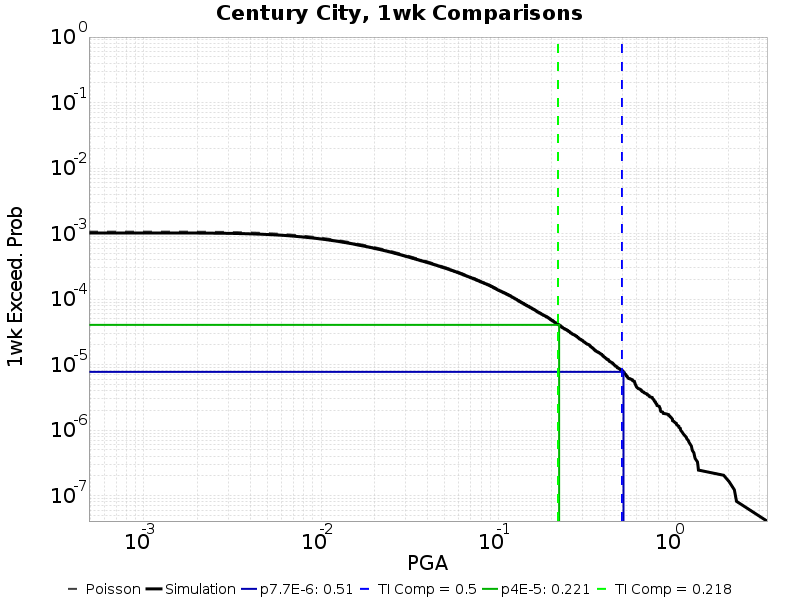 Century City, 1wk Comparisons
10^0
10^-1
10^-2
10^-3
10^-4
10^-5
10^-6
10^-7
1wk Exceed. Prob
10^-3 10^-2 10^-1 10^0
PGA
Poisson Simulation p7.7E-6: 0.51 TI Comp = 0.5 p4E-5: 0.221 TI Comp = 0.218